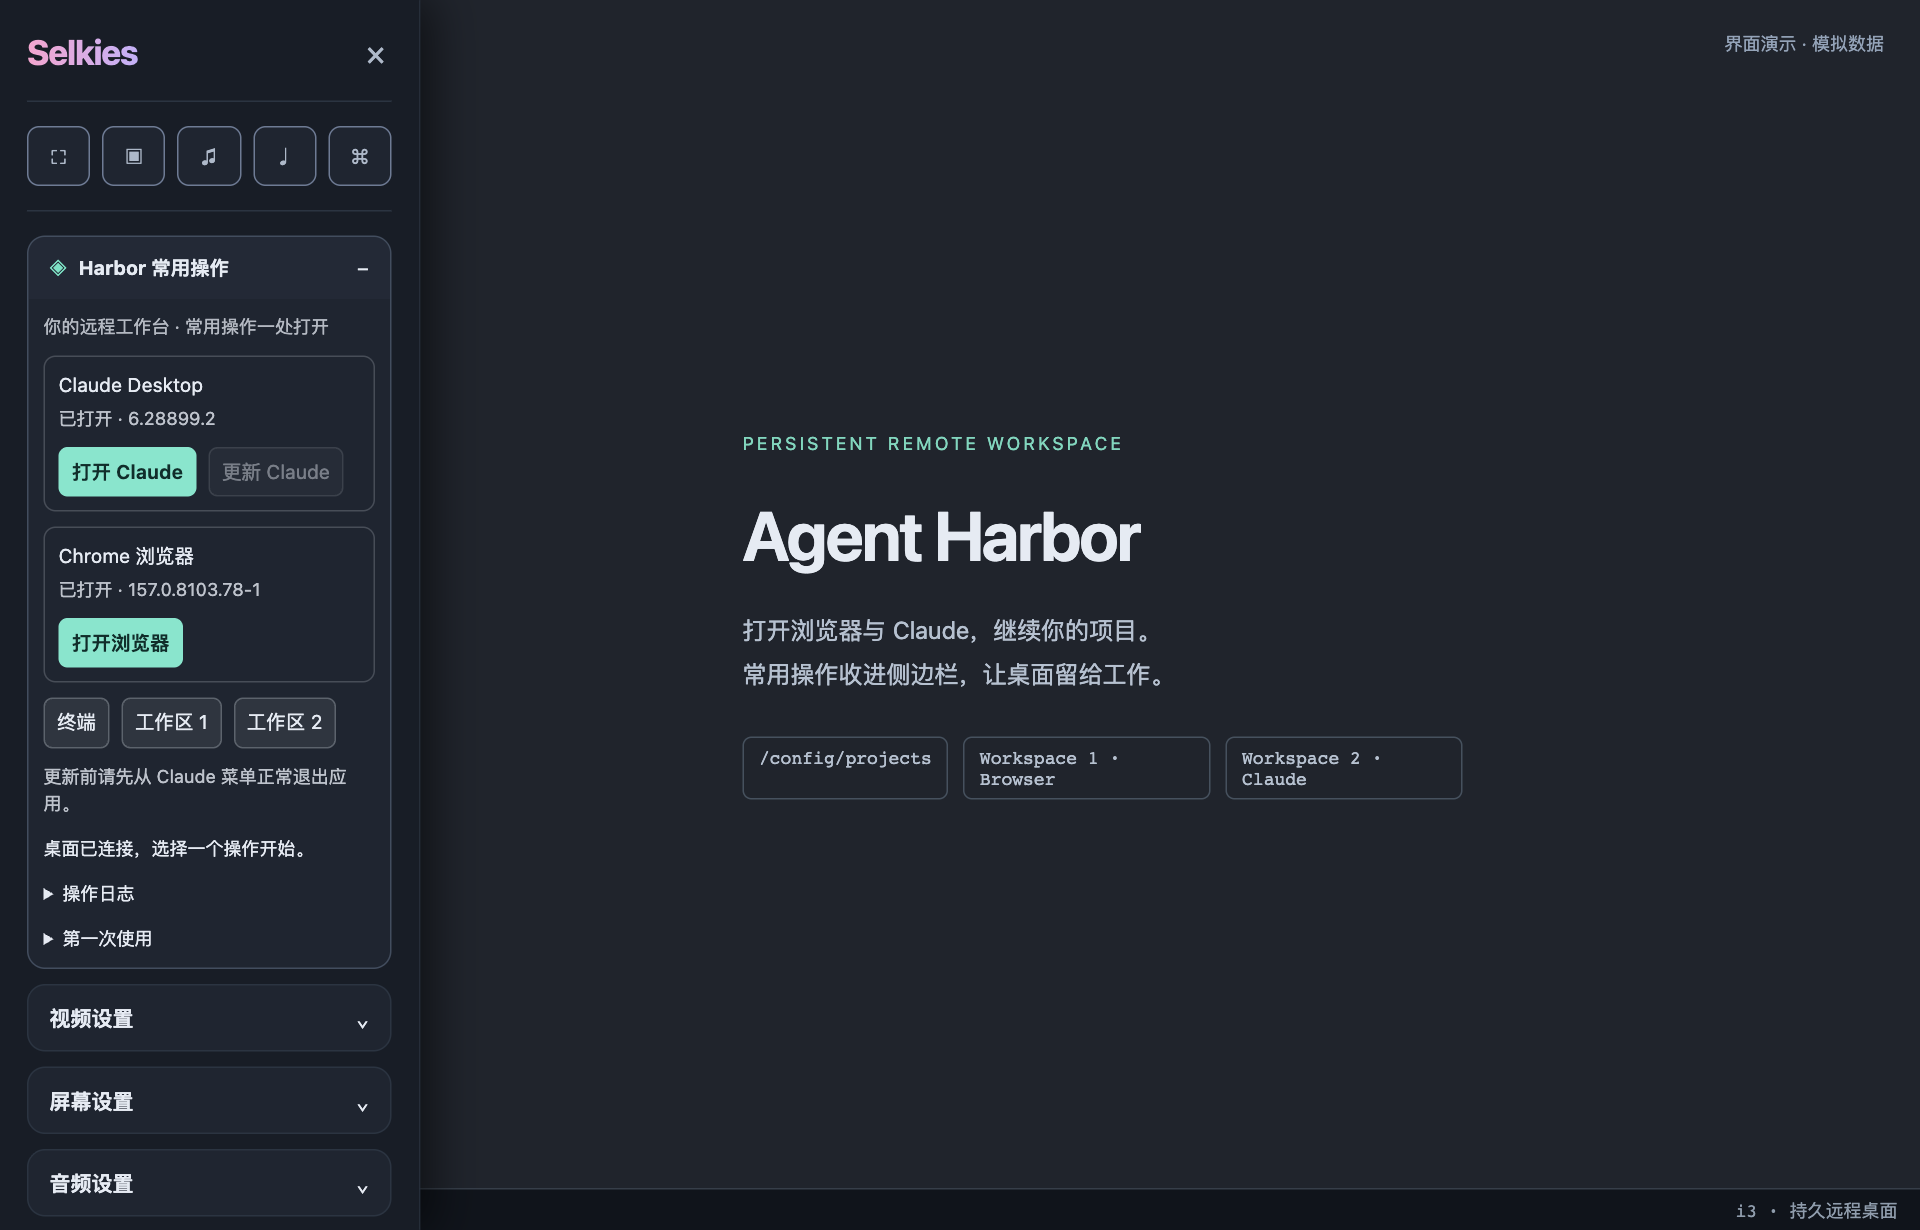 Selkies
×
Harbor 常用操作
−
你的远程工作台 · 常用操作一处打开
Claude Desktop
已打开 · 6.28899.2
打开 Claude
更新 Claude
Chrome 浏览器
已打开 · 157.0.8103.78-1
打开浏览器
终端
工作区 1
工作区 2
更新前请先从 Claude 菜单正常退出应
用。
桌面已连接，选择一个操作开始。
▶ 操作日志
▶ 第一次使用
视频设置
屏幕设置
音频设置
界面演示 · 模拟数据
PERSISTENT REMOTE WORKSPACE
Agent Harbor
打开浏览器与 Claude，继续你的项目。
常用操作收进侧边栏，让桌面留给工作。
/config/projects
Workspace 1 ·
Browser
Workspace 2 ·
Claude
i3 · 持久远程桌面